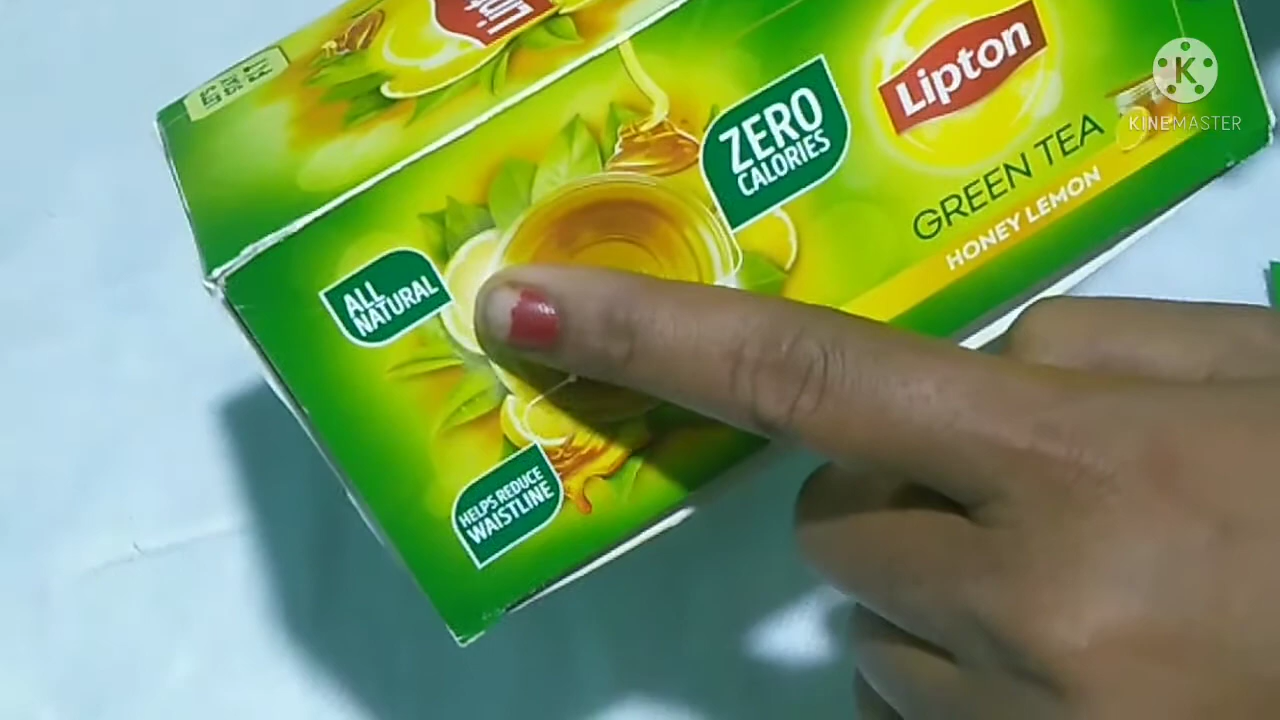 Lipton
GREEN TEA
HONEY LEMON
ZERO
CALORIES
ALL
NATURAL
HELPS REDUCE
WAISTLINE
K
KINEMASTER